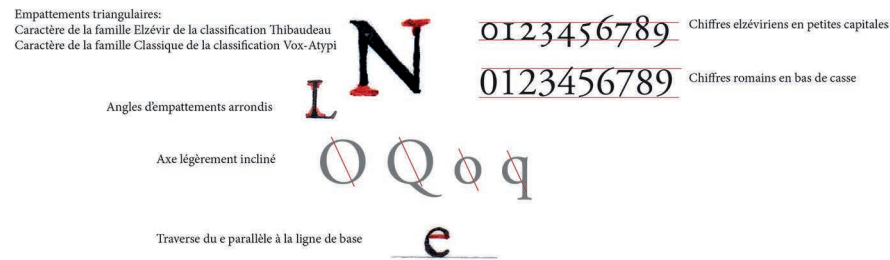 Empattements triangulaires:
Caractère de la famille Elzévir de la classification Thibaudeau
Caractère de la famille Classique de la classification Vox-Atypi
N
0123456789
Chiffres elzéviriens en petites capitales
0123456789
Chiffres romains en bas de casse
Angles d'empattements arrondis
L
Axe légèrement incliné
O Q o q
Traverse du e parallèle à la ligne de base
e